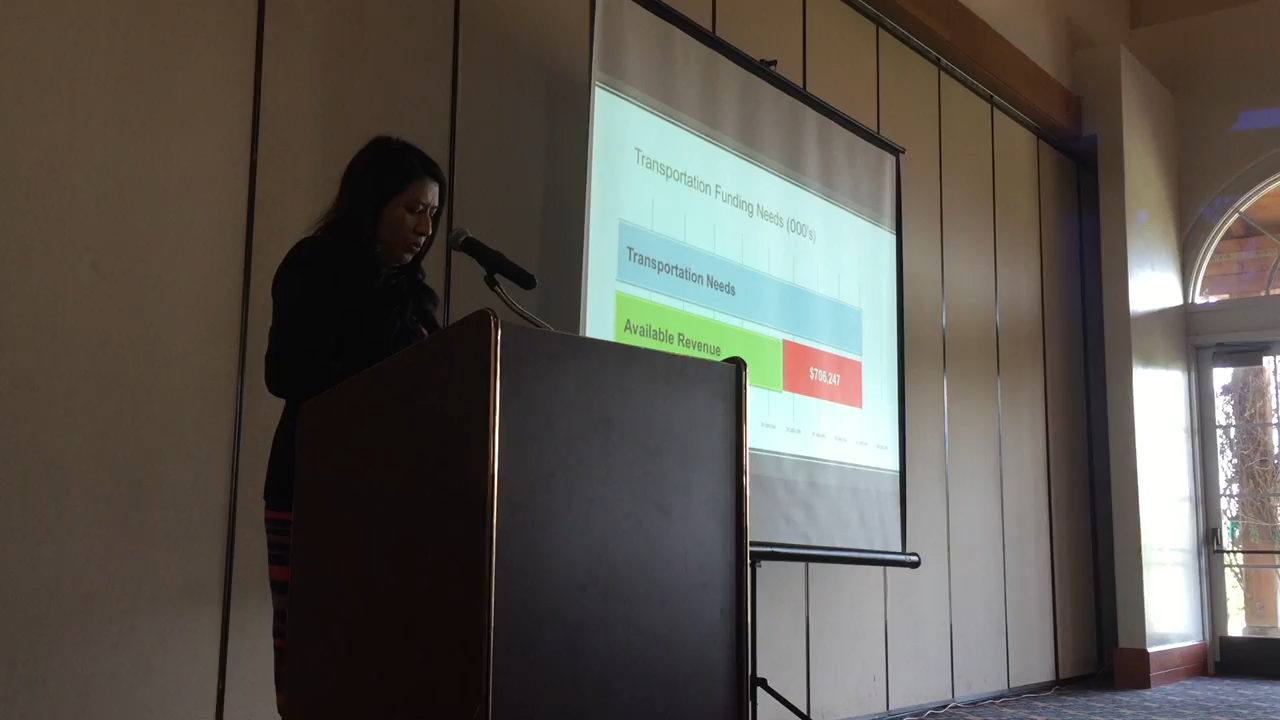 Transportation Funding Needs (000's)
Transportation Needs
Available Revenue
$706,247